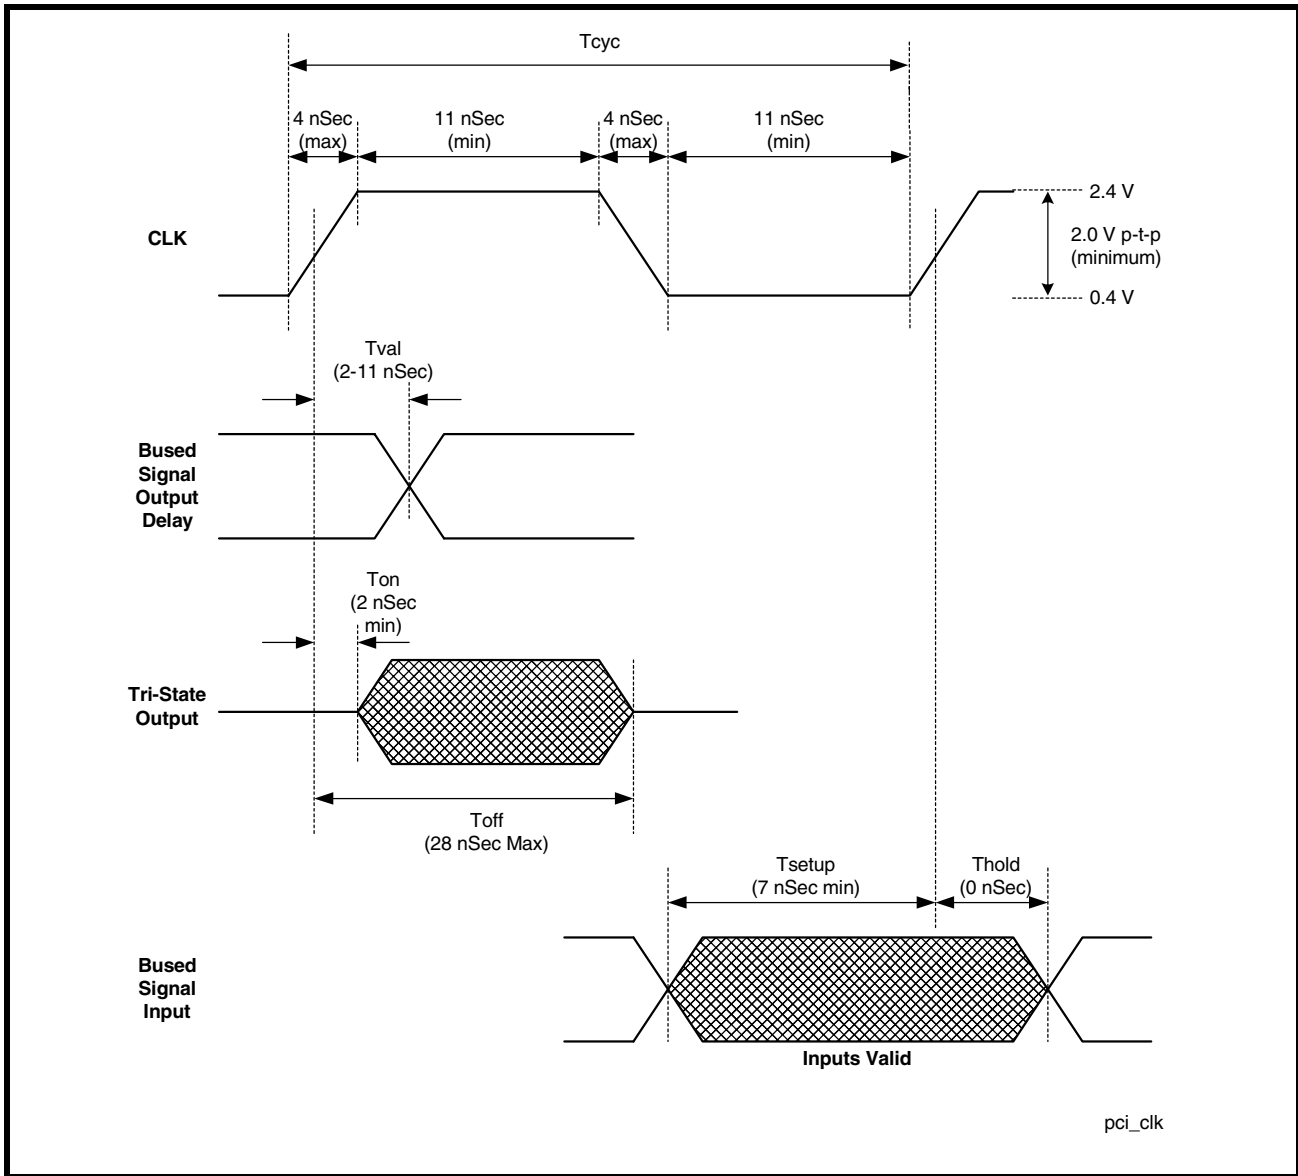 Tcyc
4 nSec
(max)
11 nSec
(min)
4 nSec
(max)
11 nSec
(min)
CLK
2.4 V
2.0 V p-t-p
(minimum)
0.4 V
Tval
(2-11 nSec)
Bused
Signal
Output
Delay
Ton
(2 nSec
min)
Tri-State
Output
Toff
(28 nSec Max)
Tsetup
(7 nSec min)
Thold
(0 nSec)
Bused
Signal
Input
Inputs Valid
pci_clk